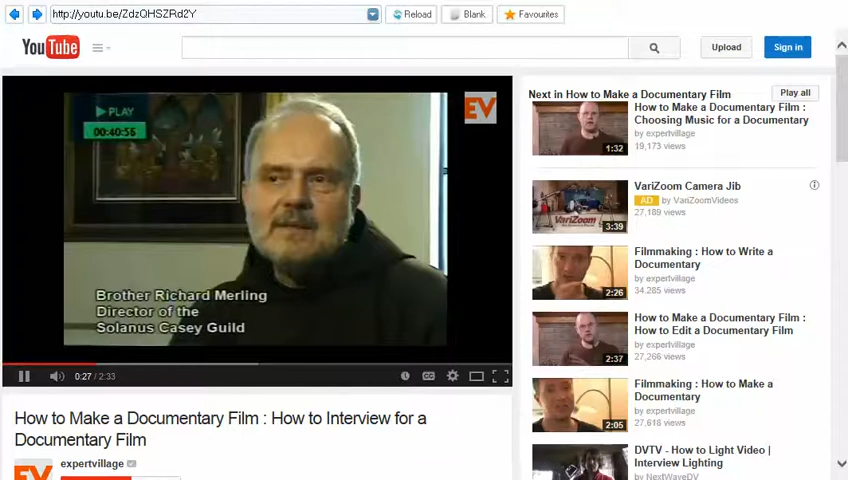 http://youtu.be/ZdzQHSZRd2Y
Reload
Blank
Favourites
YouTube
Upload
Sign in
PLAY
00:40:56
EV
Brother Richard Merling
Director of the
Solanus Casey Guild
0:27 / 2:33
CC
How to Make a Documentary Film : How to Interview for a
Documentary Film
EV
expertvillage
Next in How to Make a Documentary Film
Play all
How to Make a Documentary Film :
Choosing Music for a Documentary
by expertvillage
19,173 views
1:32
VariZoom Camera Jib
AD by VariZoomVideos
27,189 views
VariZoom
3:39
Filmmaking : How to Write a
Documentary
by expertvillage
34,285 views
2:26
How to Make a Documentary Film :
How to Edit a Documentary Film
by expertvillage
27,266 views
2:37
Filmmaking : How to Make a
Documentary
by expertvillage
27,618 views
2:05
DVTV - How to Light Video |
Interview Lighting
by NextWaveDV